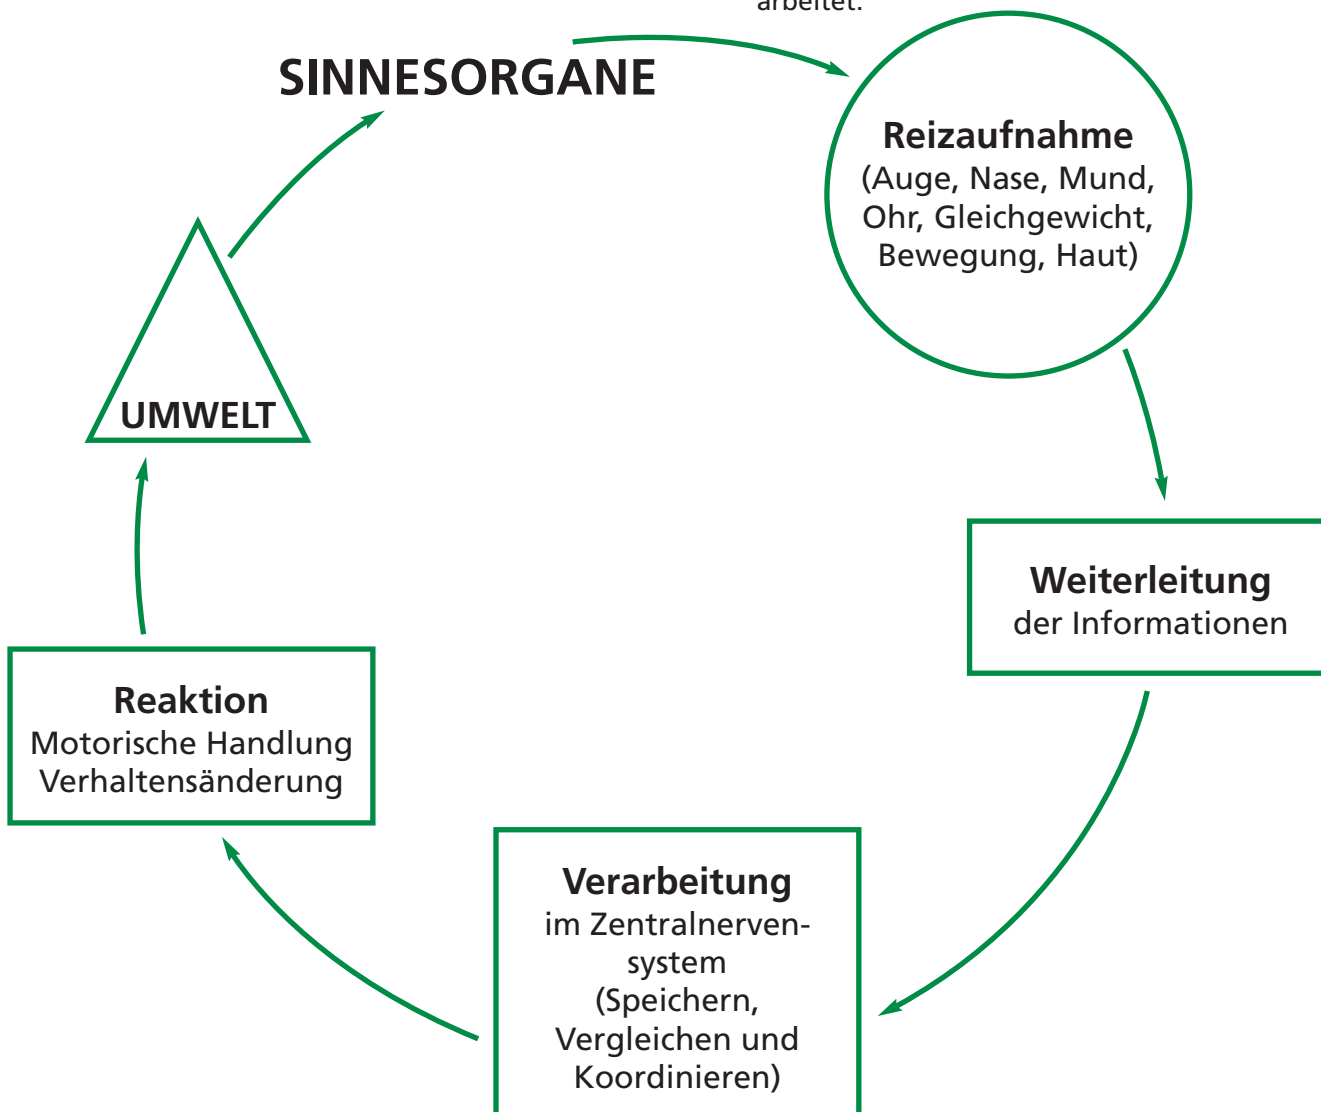 arbeitet.
SINNESORGANE
Reizaufnahme
(Auge, Nase, Mund,
Ohr, Gleichgewicht,
Bewegung, Haut)
UMWELT
Weiterleitung
der Informationen
Reaktion
Motorische Handlung
Verhaltensänderung
Verarbeitung
im Zentralnerven-
system
(Speichern,
Vergleichen und
Koordinieren)